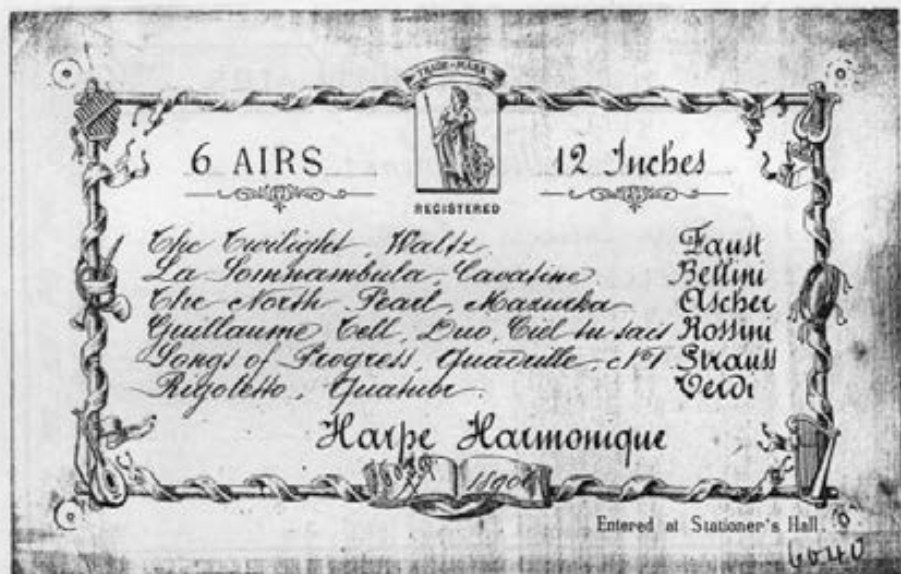 TRADE-MARK
6 AIRS
12 Inches
REGISTERED
The Twilight, Waltz Faust
La Somnambula, Cavatine Bellini
The North Pearl, Mazurka Ascher
Guillaume Tell, Duo, Ciel tu sais Rossini
Songs of Progress, Quadrille, No 1 Strauss
Rigoletto, Quatuor. Verdi
Harpe Harmonique
Entered at Stationer's Hall.
6040